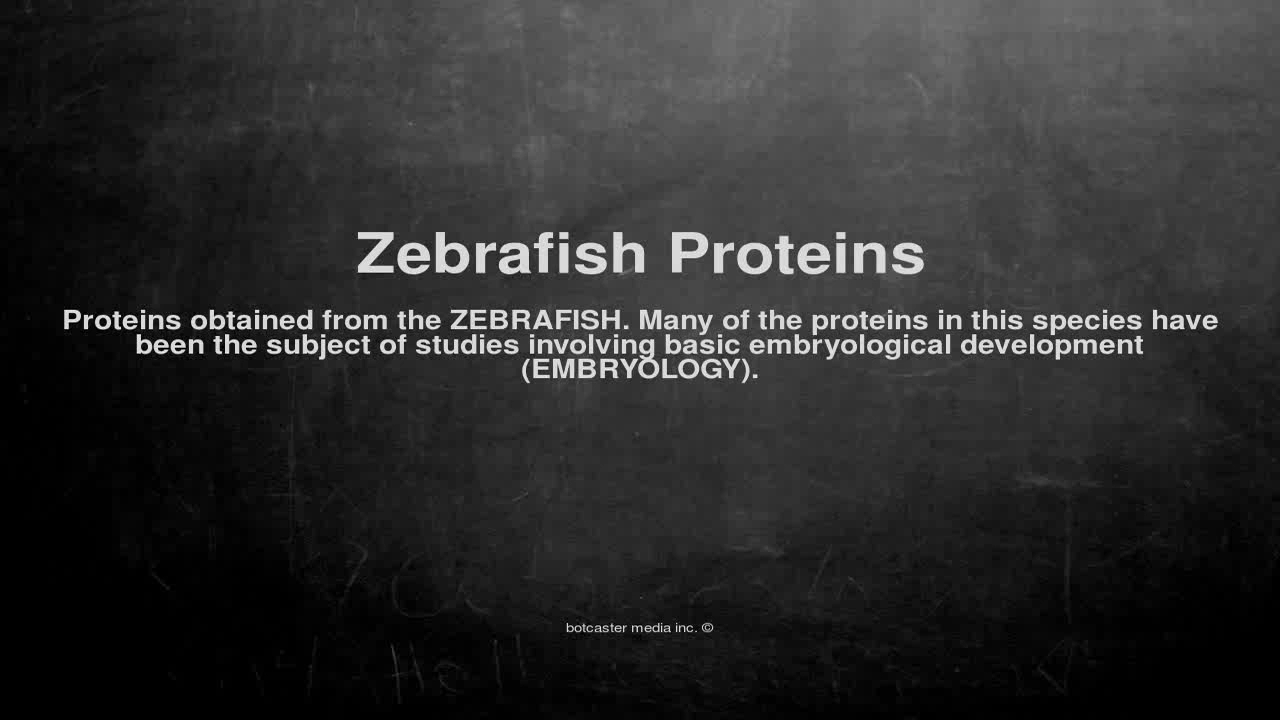 Zebrafish Proteins
Proteins obtained from the ZEBRAFISH. Many of the proteins in this species have
been the subject of studies involving basic embryological development
(EMBRYOLOGY).
botcaster media inc. ©